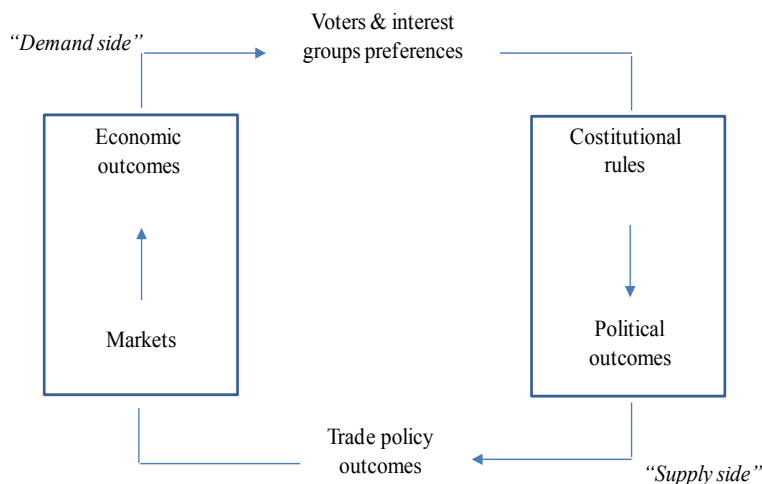 Voters & interest
groups preferences
“Demand side”
Economic
outcomes
Markets
Costitutional
rules
Political
outcomes
Trade policy
outcomes
“Supply side”